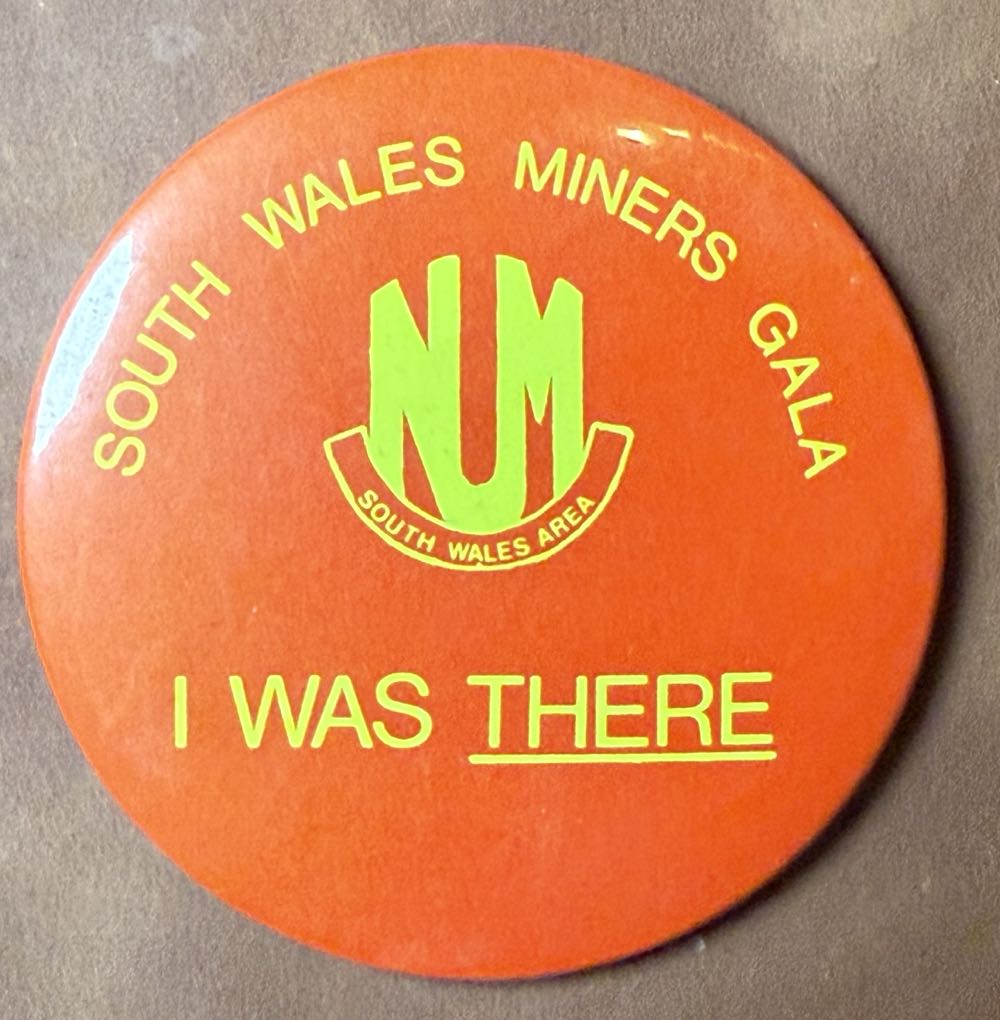 SOUTH WALES MINERS GALA
NUM
SOUTH WALES AREA
I WAS THERE